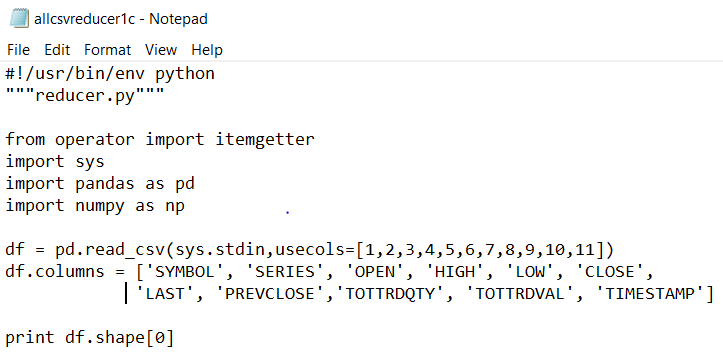 allcsvreducer1c - Notepad
File Edit Format View Help
#!/usr/bin/env python
"""reducer.py"""
from operator import itemgetter
import sys
import pandas as pd
import numpy as np
df = pd.read_csv(sys.stdin,usecols=[1,2,3,4,5,6,7,8,9,10,11])
df.columns = ['SYMBOL', 'SERIES', 'OPEN', 'HIGH', 'LOW', 'CLOSE',
'LAST', 'PREVCLOSE','TOTTRDQTY', 'TOTTRDVAL', 'TIMESTAMP']
print df.shape[0]